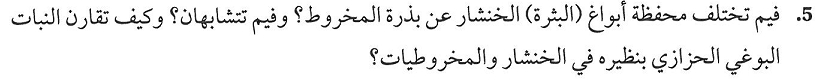 5. فيم تختلف محفظة أبواغ (البثرة) الخنشار عن بذرة المخروط؟ وفيم تتشابهان؟ وكيف تقارن النبات
البوغي الحزازي بنظيره في الخنشار والمخروطيات؟